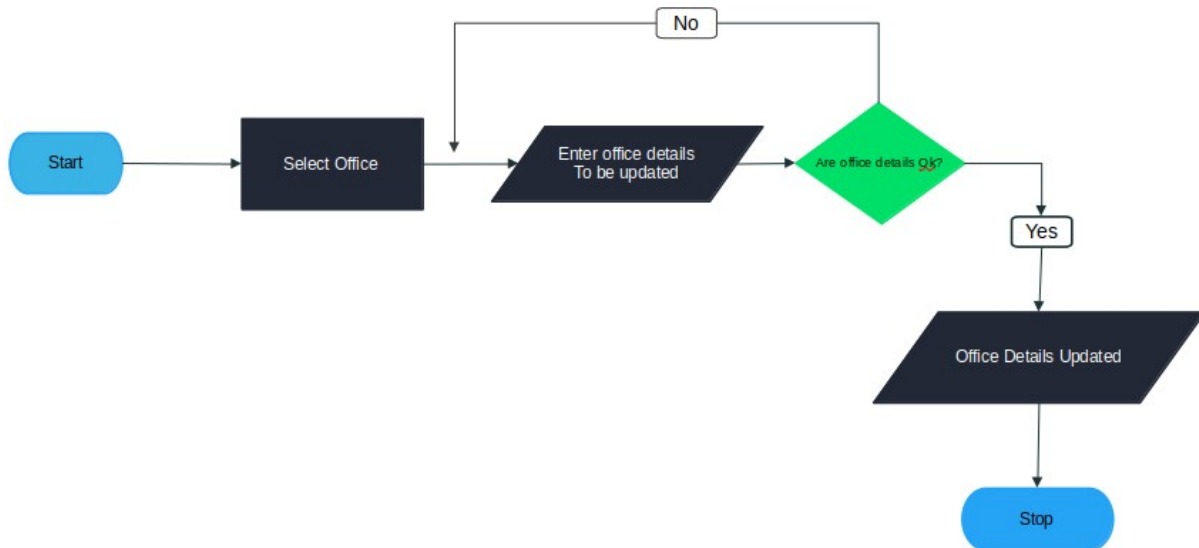 No
Start
Select Office
Enter office details
To be updated
Are office details Ok?
Yes
Office Details Updated
Stop